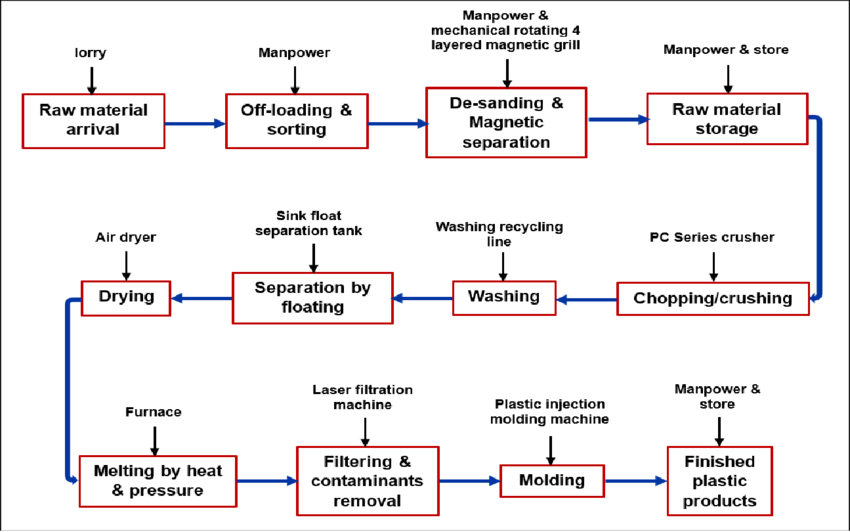 lorry
Raw material
arrival
Manpower
Off-loading &
sorting
Manpower &
mechanical rotating 4
layered magnetic grill
De-sanding &
Magnetic
separation
Manpower & store
Raw material
storage
PC Series crusher
Chopping/crushing
Washing recycling
line
Washing
Sink float
separation tank
Separation by
floating
Air dryer
Drying
Furnace
Melting by heat
& pressure
Laser filtration
machine
Filtering &
contaminants
removal
Plastic injection
molding machine
Molding
Manpower &
store
Finished
plastic
products